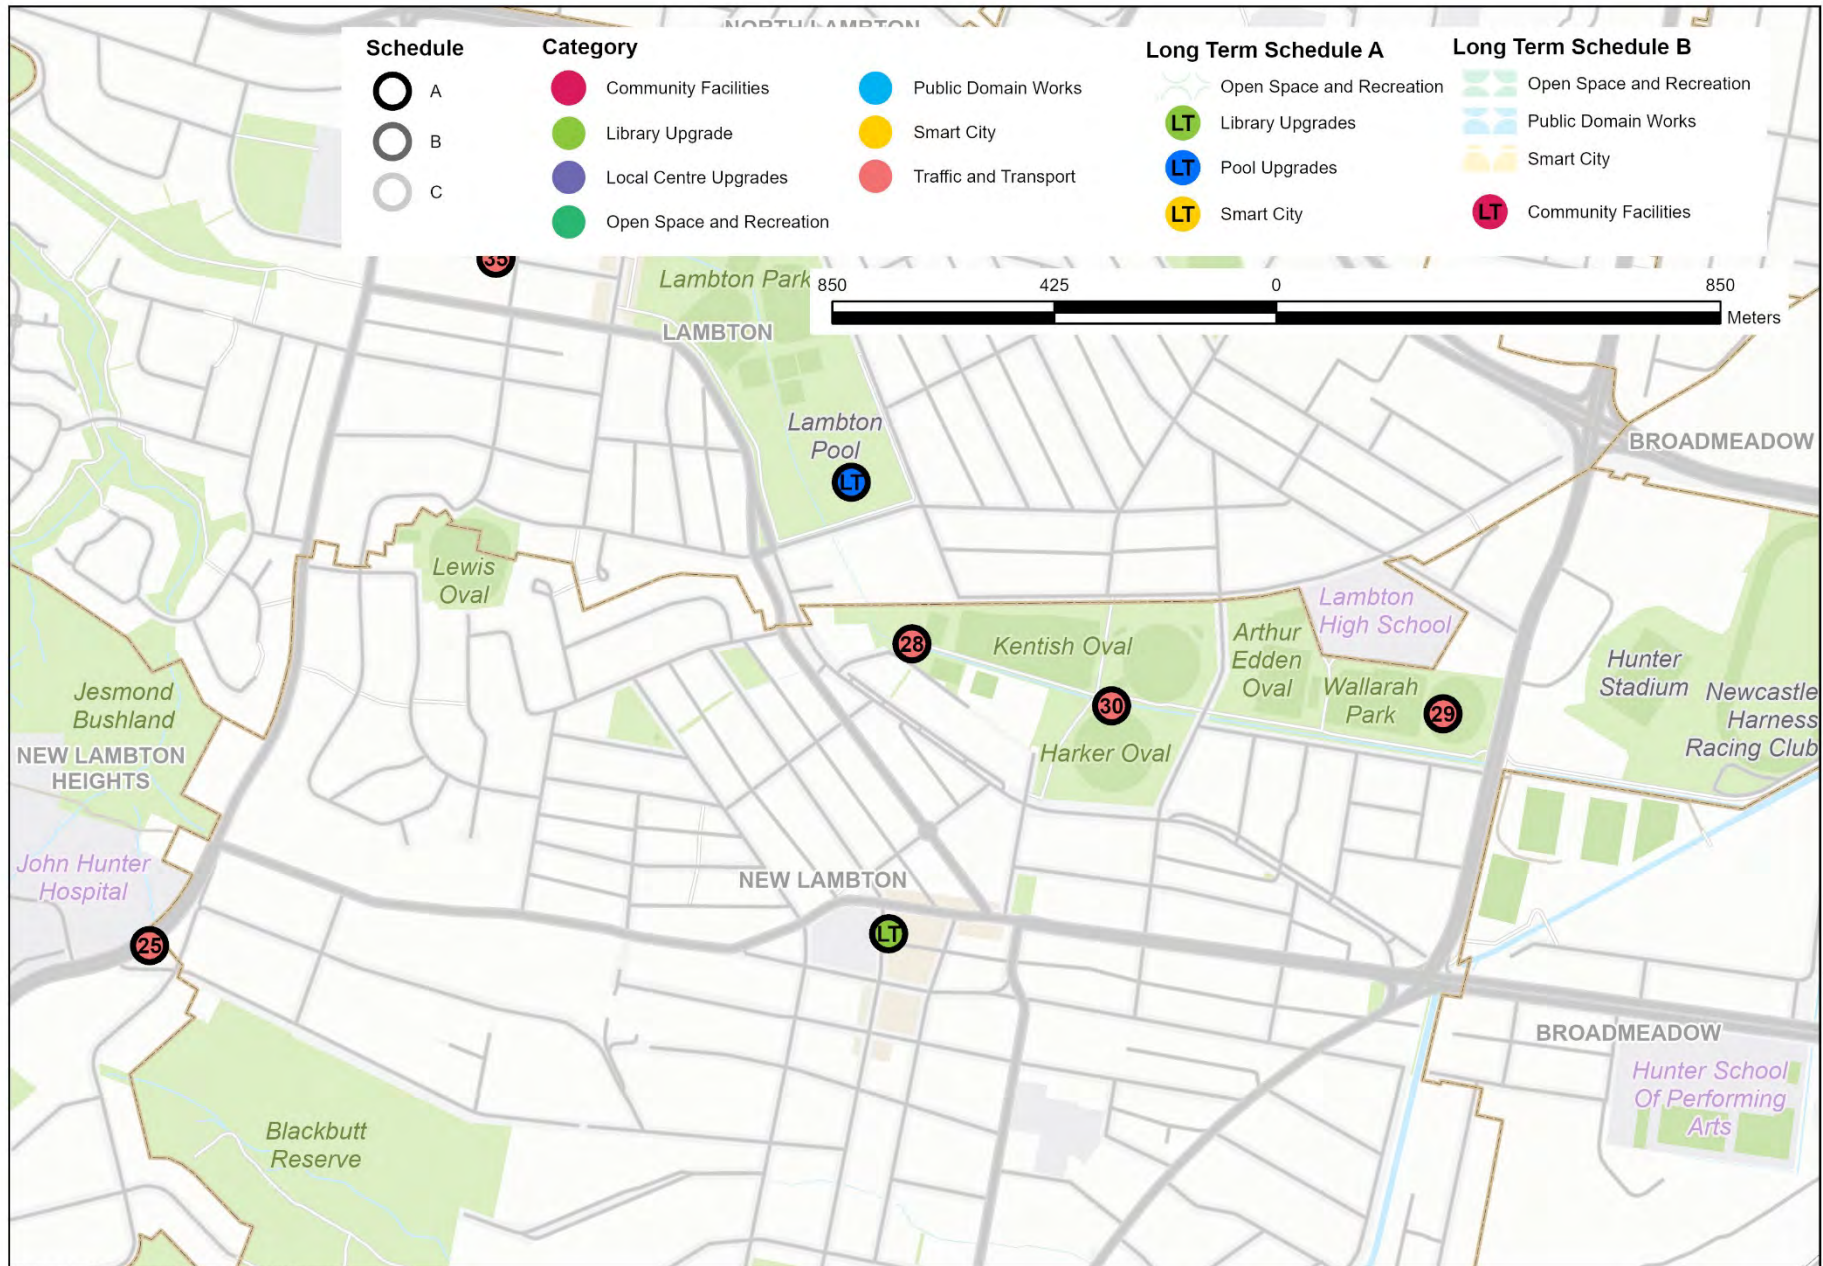 NORTH LAMBTON
Schedule
A
B
C
Category
Community Facilities
Library Upgrade
Local Centre Upgrades
Open Space and Recreation
Public Domain Works
Smart City
Traffic and Transport
Long Term Schedule A
Open Space and Recreation
LT Library Upgrades
LT Pool Upgrades
LT Smart City
Long Term Schedule B
Open Space and Recreation
Public Domain Works
Smart City
LT Community Facilities
35
Lambton Park
850 425 0 850
Meters
LAMBTON
Lambton
Pool
LT
BROADMEADOW
Lewis
Oval
Lambton
High School
28
Kentish Oval
Arthur
Edden
Oval
Hunter
Stadium
Jesmond
Bushland
30
Wallarah
Park
29
Newcastle
Harness
Racing Club
NEW LAMBTON
HEIGHTS
Harker Oval
John Hunter
Hospital
NEW LAMBTON
25
LT
BROADMEADOW
Hunter School
Of Performing
Arts
Blackbutt
Reserve